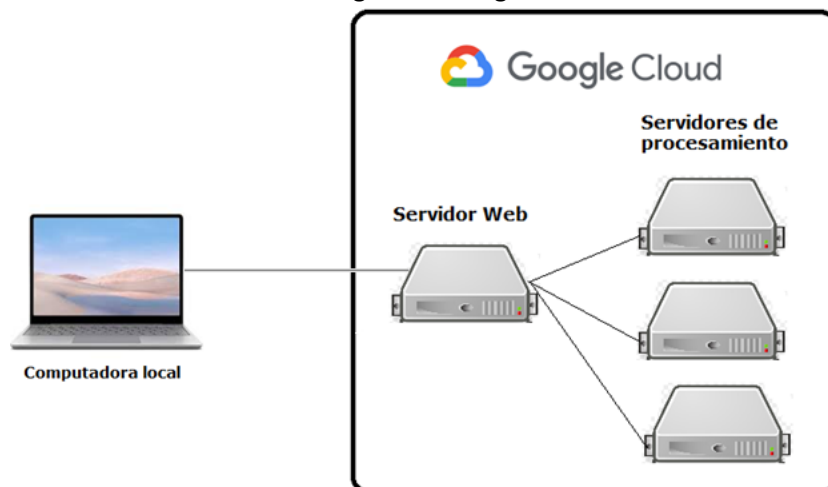 Google Cloud
Servidores de
procesamiento
Servidor Web
Computadora local